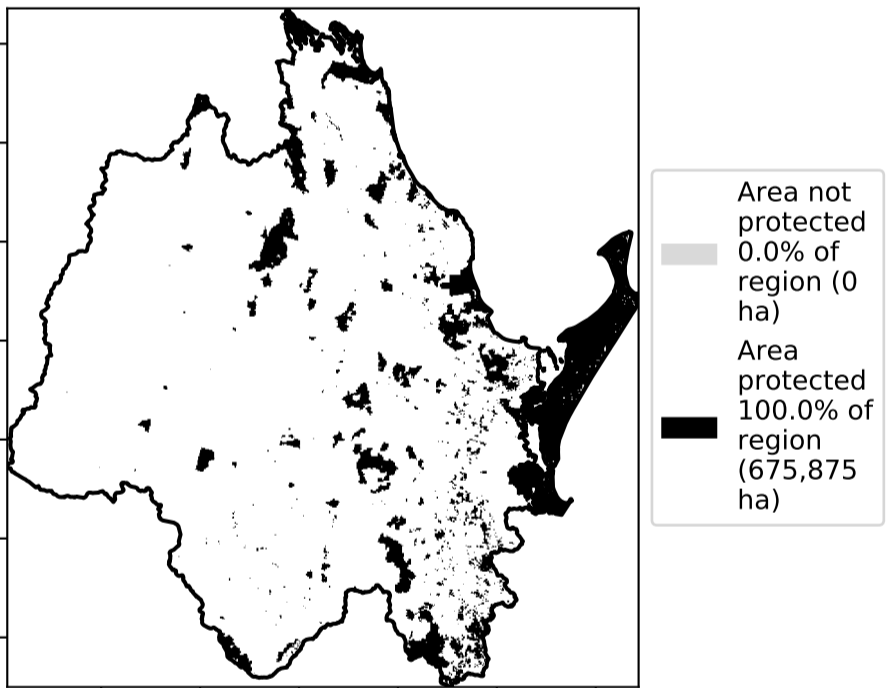 Area not
protected
0.0% of
region (0
ha)
Area
protected
100.0% of
region
(675,875
ha)